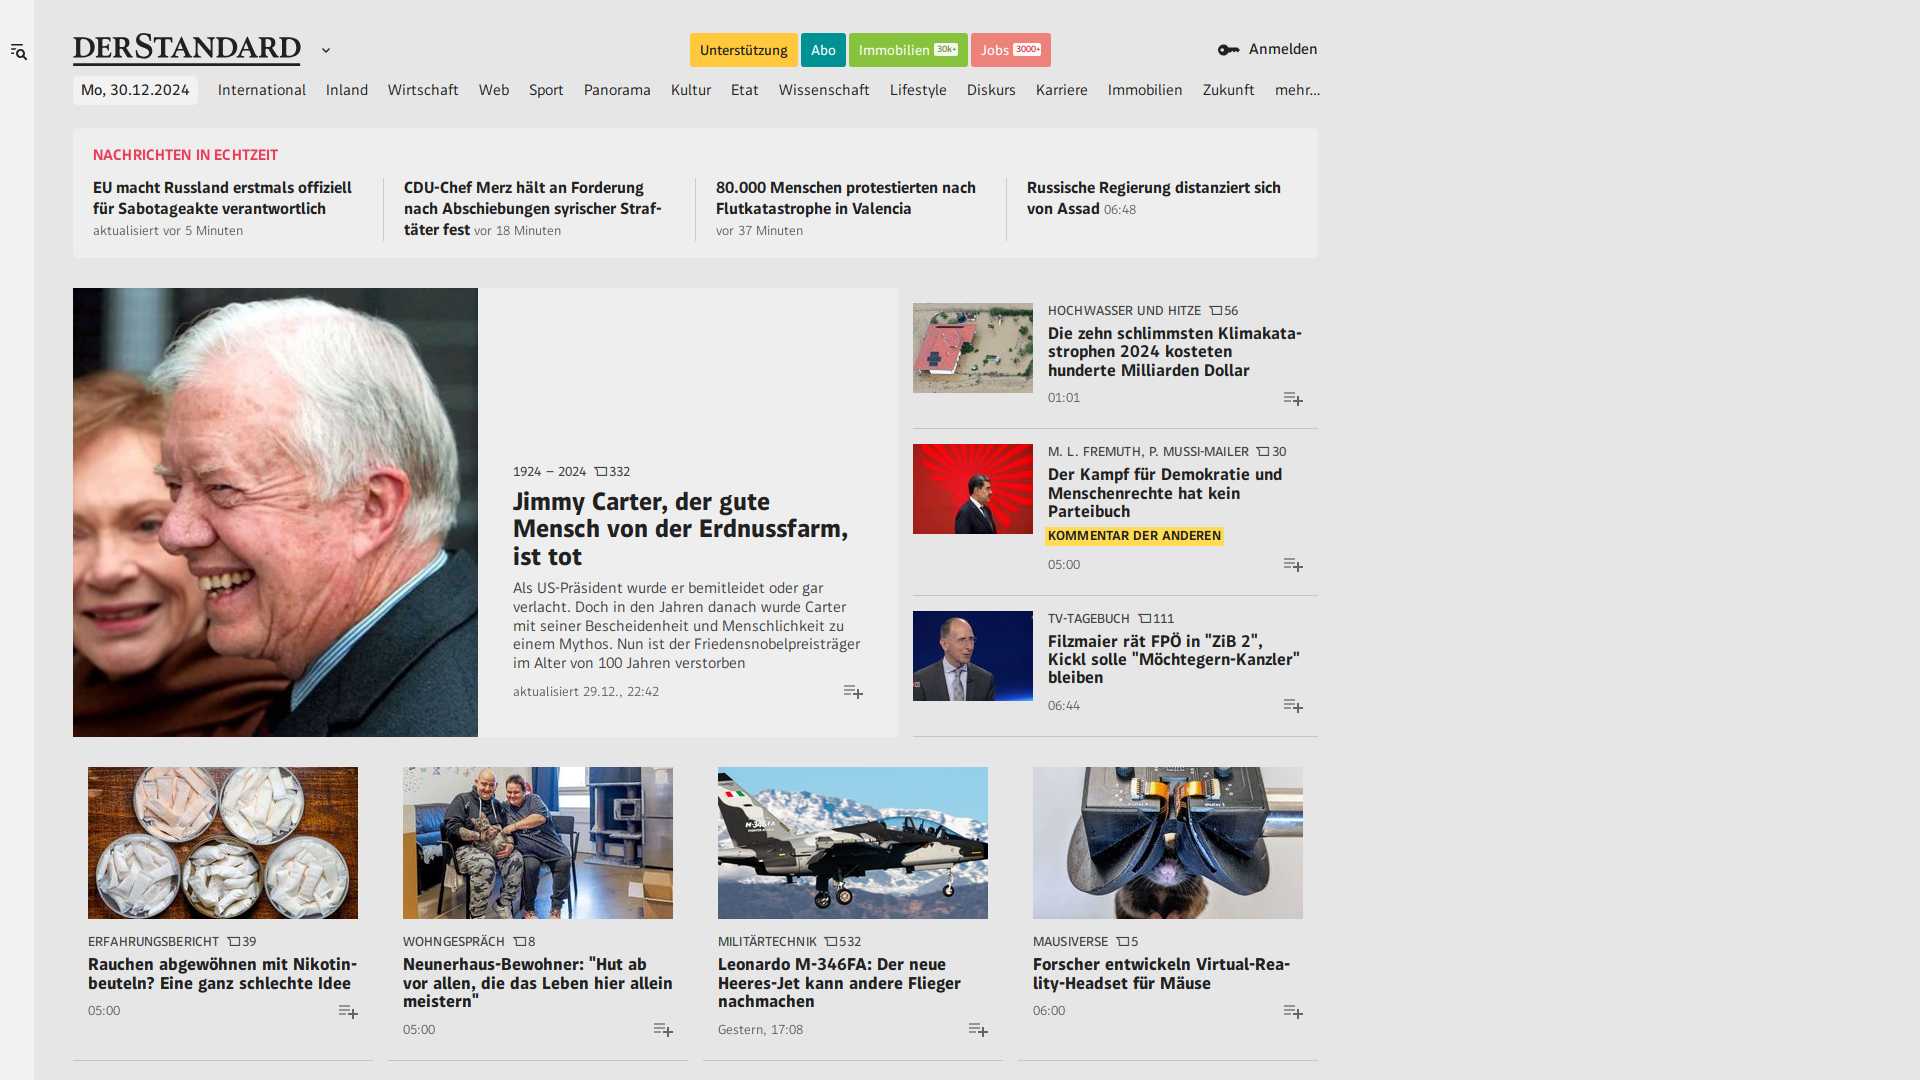 DERSTANDARD
Unterstützung
Abo
Immobilien 30k+
Jobs 3000+
Anmelden
Mo, 30.12.2024
International
Inland
Wirtschaft
Web
Sport
Panorama
Kultur
Etat
Wissenschaft
Lifestyle
Diskurs
Karriere
Immobilien
Zukunft
mehr...
NACHRICHTEN IN ECHTZEIT
EU macht Russland erstmals offiziell
für Sabotageakte verantwortlich
aktualisiert vor 5 Minuten
CDU-Chef Merz hält an Forderung
nach Abschiebungen syrischer Straf-
täter fest vor 18 Minuten
80.000 Menschen protestierten nach
Flutkatastrophe in Valencia
vor 37 Minuten
Russische Regierung distanziert sich
von Assad 06:48
1924 – 2024 332
Jimmy Carter, der gute
Mensch von der Erdnussfarm,
ist tot
Als US-Präsident wurde er bemitleidet oder gar
verlacht. Doch in den Jahren danach wurde Carter
mit seiner Bescheidenheit und Menschlichkeit zu
einem Mythos. Nun ist der Friedensnobelpreisträger
im Alter von 100 Jahren verstorben
aktualisiert 29.12., 22:42
HOCHWASSER UND HITZE 56
Die zehn schlimmsten Klimakata-
strophen 2024 kosteten
hunderte Milliarden Dollar
01:01
M. L. FREMUTH, P. MUSSI-MAILER 30
Der Kampf für Demokratie und
Menschenrechte hat kein
Parteibuch
KOMMENTAR DER ANDEREN
05:00
TV-TAGEBUCH 111
Filzmaier rät FPÖ in "ZiB 2",
Kickl solle "Möchtegern-Kanzler"
bleiben
06:44
ERFAHRUNGSBERICHT 39
Rauchen abgewöhnen mit Nikotin-
beuteln? Eine ganz schlechte Idee
05:00
WOHNGESPRÄCH 8
Neunerhaus-Bewohner: "Hut ab
vor allen, die das Leben hier allein
meistern"
05:00
M-346FA
MILITÄRTECHNIK 532
Leonardo M-346FA: Der neue
Heeres-Jet kann andere Flieger
nachmachen
Gestern, 17:08
MAUSIVERSE 5
Forscher entwickeln Virtual-Rea-
lity-Headset für Mäuse
06:00